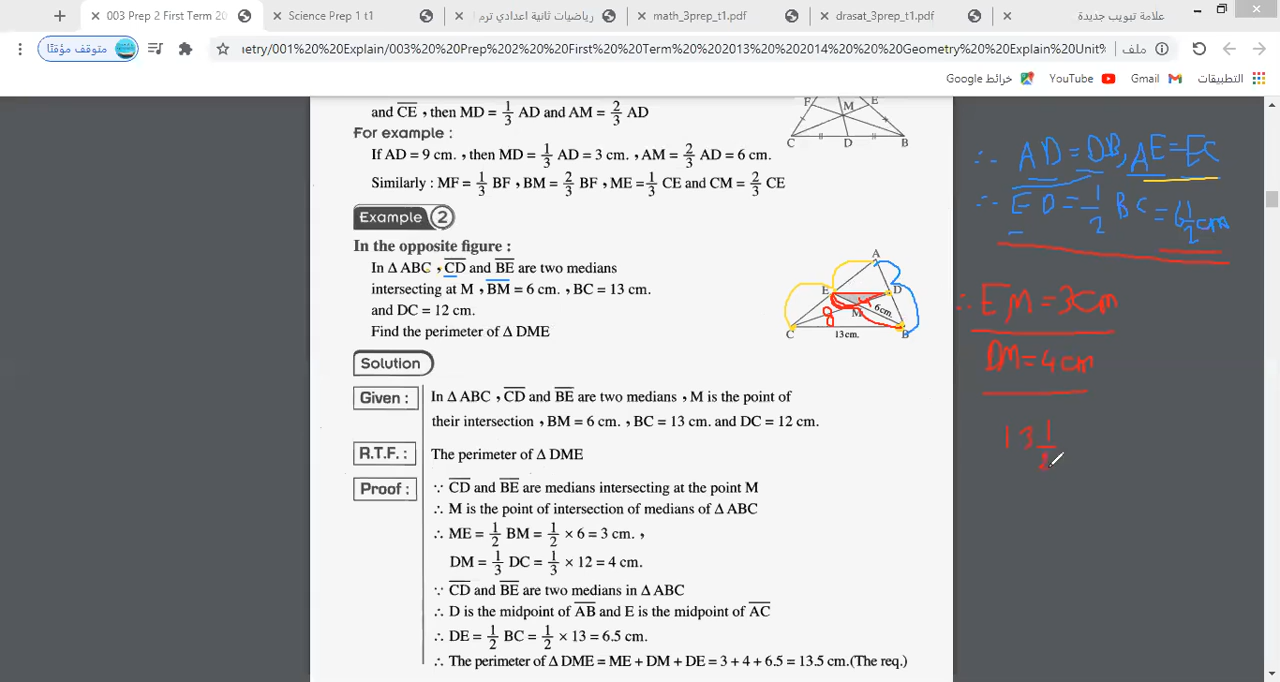 003 Prep 2 First Term 20
Science Prep 1 t1
رياضيات ثانية اعدادي ترم
math_3prep_t1.pdf
drasat_3prep_t1.pdf
علامة تبويب جديدة
متوقف مؤقتًا
etry/001%20%20Explain/003%20%20Prep%202%20%20First%20Term%20%202013%20%202014%20%20Geometry%20%20Explain%20Unit%
ملف
خرائط Google
YouTube
Gmail
التطبيقات
and CE , then MD = 1/3 AD and AM = 2/3 AD
For example :
If AD = 9 cm. , then MD = 1/3 AD = 3 cm. , AM = 2/3 AD = 6 cm.
Similarly : MF = 1/3 BF , BM = 2/3 BF , ME = 1/3 CE and CM = 2/3 CE
F
M
E
C
D
B
Example 2
In the opposite figure :
In Δ ABC , CD and BE are two medians
intersecting at M , BM = 6 cm. , BC = 13 cm.
and DC = 12 cm.
Find the perimeter of Δ DME
A
E
D
M
6cm.
8
C
13cm.
B
Solution
Given :
In Δ ABC , CD and BE are two medians , M is the point of
their intersection , BM = 6 cm. , BC = 13 cm. and DC = 12 cm.
R.T.F. :
The perimeter of Δ DME
Proof :
∵ CD and BE are medians intersecting at the point M
∴ M is the point of intersection of medians of Δ ABC
∴ ME = 1/2 BM = 1/2 × 6 = 3 cm. ,
DM = 1/3 DC = 1/3 × 12 = 4 cm.
∵ CD and BE are two medians in Δ ABC
∴ D is the midpoint of AB and E is the midpoint of AC
∴ DE = 1/2 BC = 1/2 × 13 = 6.5 cm.
∴ The perimeter of Δ DME = ME + DM + DE = 3 + 4 + 6.5 = 13.5 cm.(The req.)
∴ AD = DB, AE = EC
∴ ED = 1/2 BC = 6 1/2 cm
∴ EM = 3cm
DM = 4 cm
13 1/2